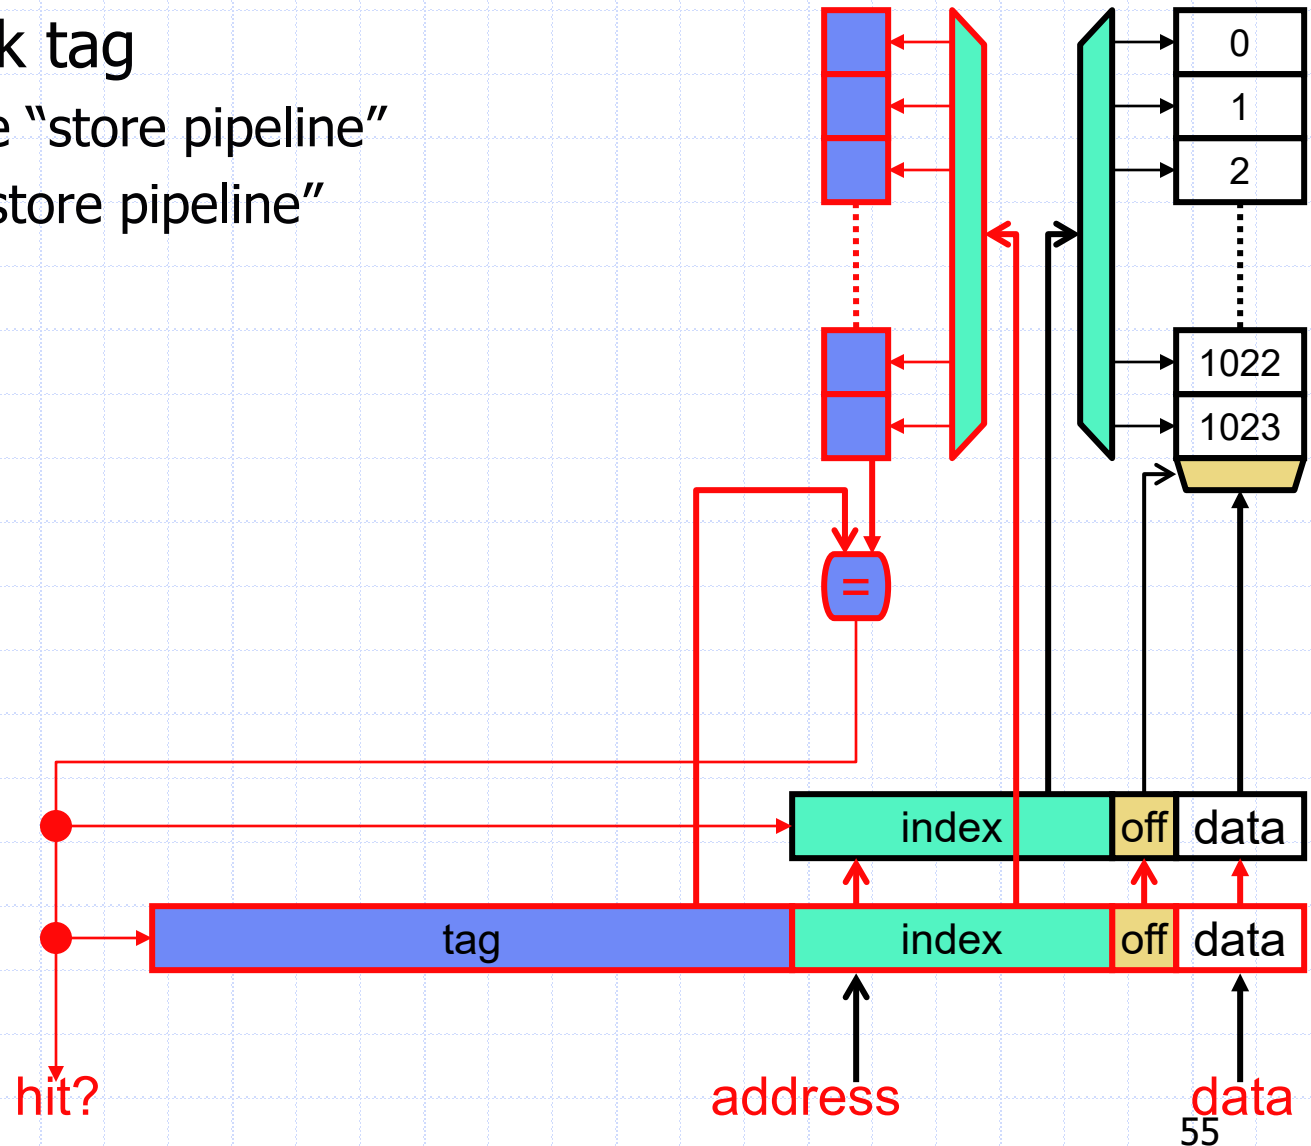 k tag
e “store pipeline”
store pipeline”
0
1
2
1022
1023
=
index off data
tag index off data
hit? address data
55